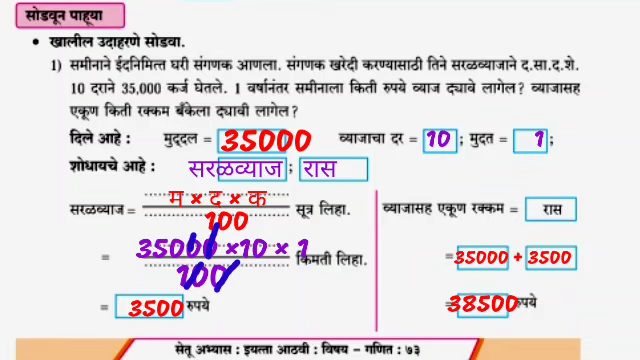 सोडवून पाहूया
• खालील उदाहरणे सोडवा.
1) समीनाने ईदनिमित्त घरी संगणक आणला. संगणक खरेदी करण्यासाठी तिने सरळव्याजाने द.सा.द.शे.
10 दराने 35,000 कर्ज घेतले. 1 वर्षानंतर समीनाला किती रुपये व्याज द्यावे लागेल? व्याजासह
एकूण किती रक्कम बँकेला द्यावी लागेल?
दिले आहे : मुद्दल = 35000 व्याजाचा दर = 10 ; मुदत = 1 ;
शोधायचे आहे : सरळव्याज ; रास
सरळव्याज = म × द × क / 100 सूत्र लिहा.
= 35000 × 10 × 1 / 100 किमती लिहा.
= 3500 रुपये
व्याजासह एकूण रक्कम = रास
= 35000 + 3500
= 38500 रुपये
सेतू अभ्यास : इयत्ता आठवी : विषय - गणित : ७३